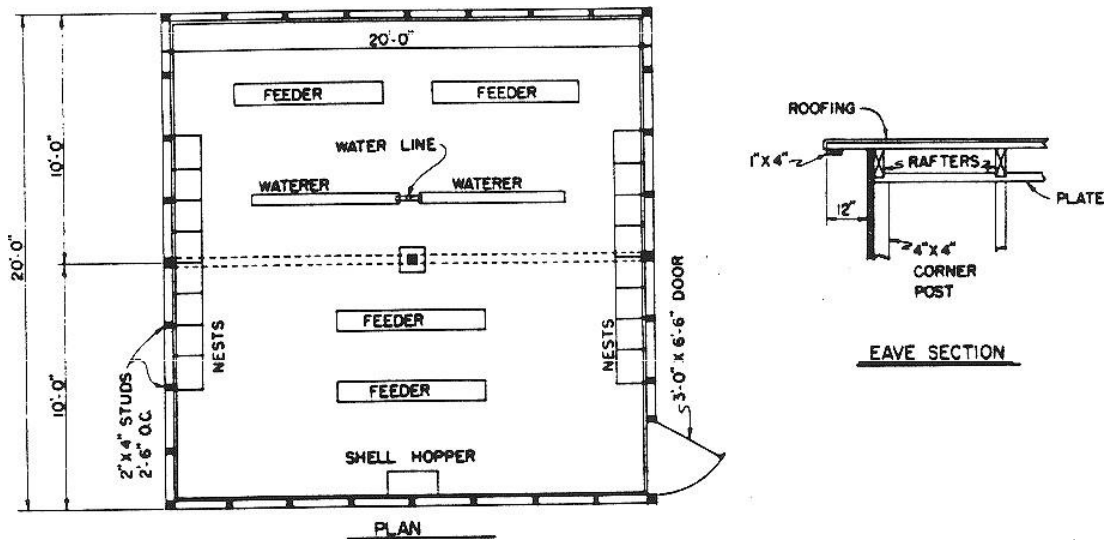 20'-0"
FEEDER
FEEDER
WATER LINE
WATERER
WATERER
10'-0"
20'-0"
10'-0"
NESTS
NESTS
FEEDER
FEEDER
2"X4" STUDS
2'-6" O.C.
3'-0" X 6'-6" DOOR
SHELL HOPPER
PLAN
ROOFING
1"X4"
RAFTERS
PLATE
12"
4"X4"
CORNER
POST
EAVE SECTION